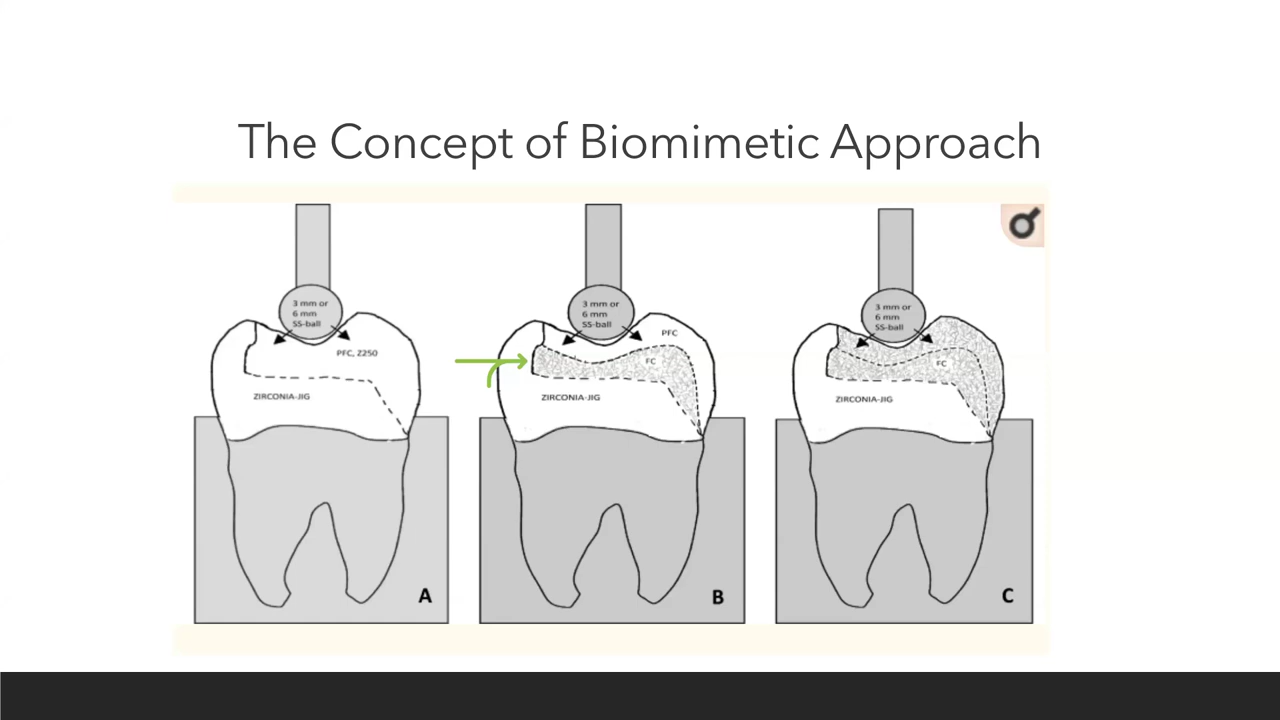 The Concept of Biomimetic Approach
3 mm or
6 mm
SS-ball
PFC, Z250
ZIRCONIA-JIG
A
3 mm or
6 mm
SS-ball
PFC
FC
ZIRCONIA-JIG
B
3 mm or
6 mm
SS-ball
FC
ZIRCONIA-JIG
C